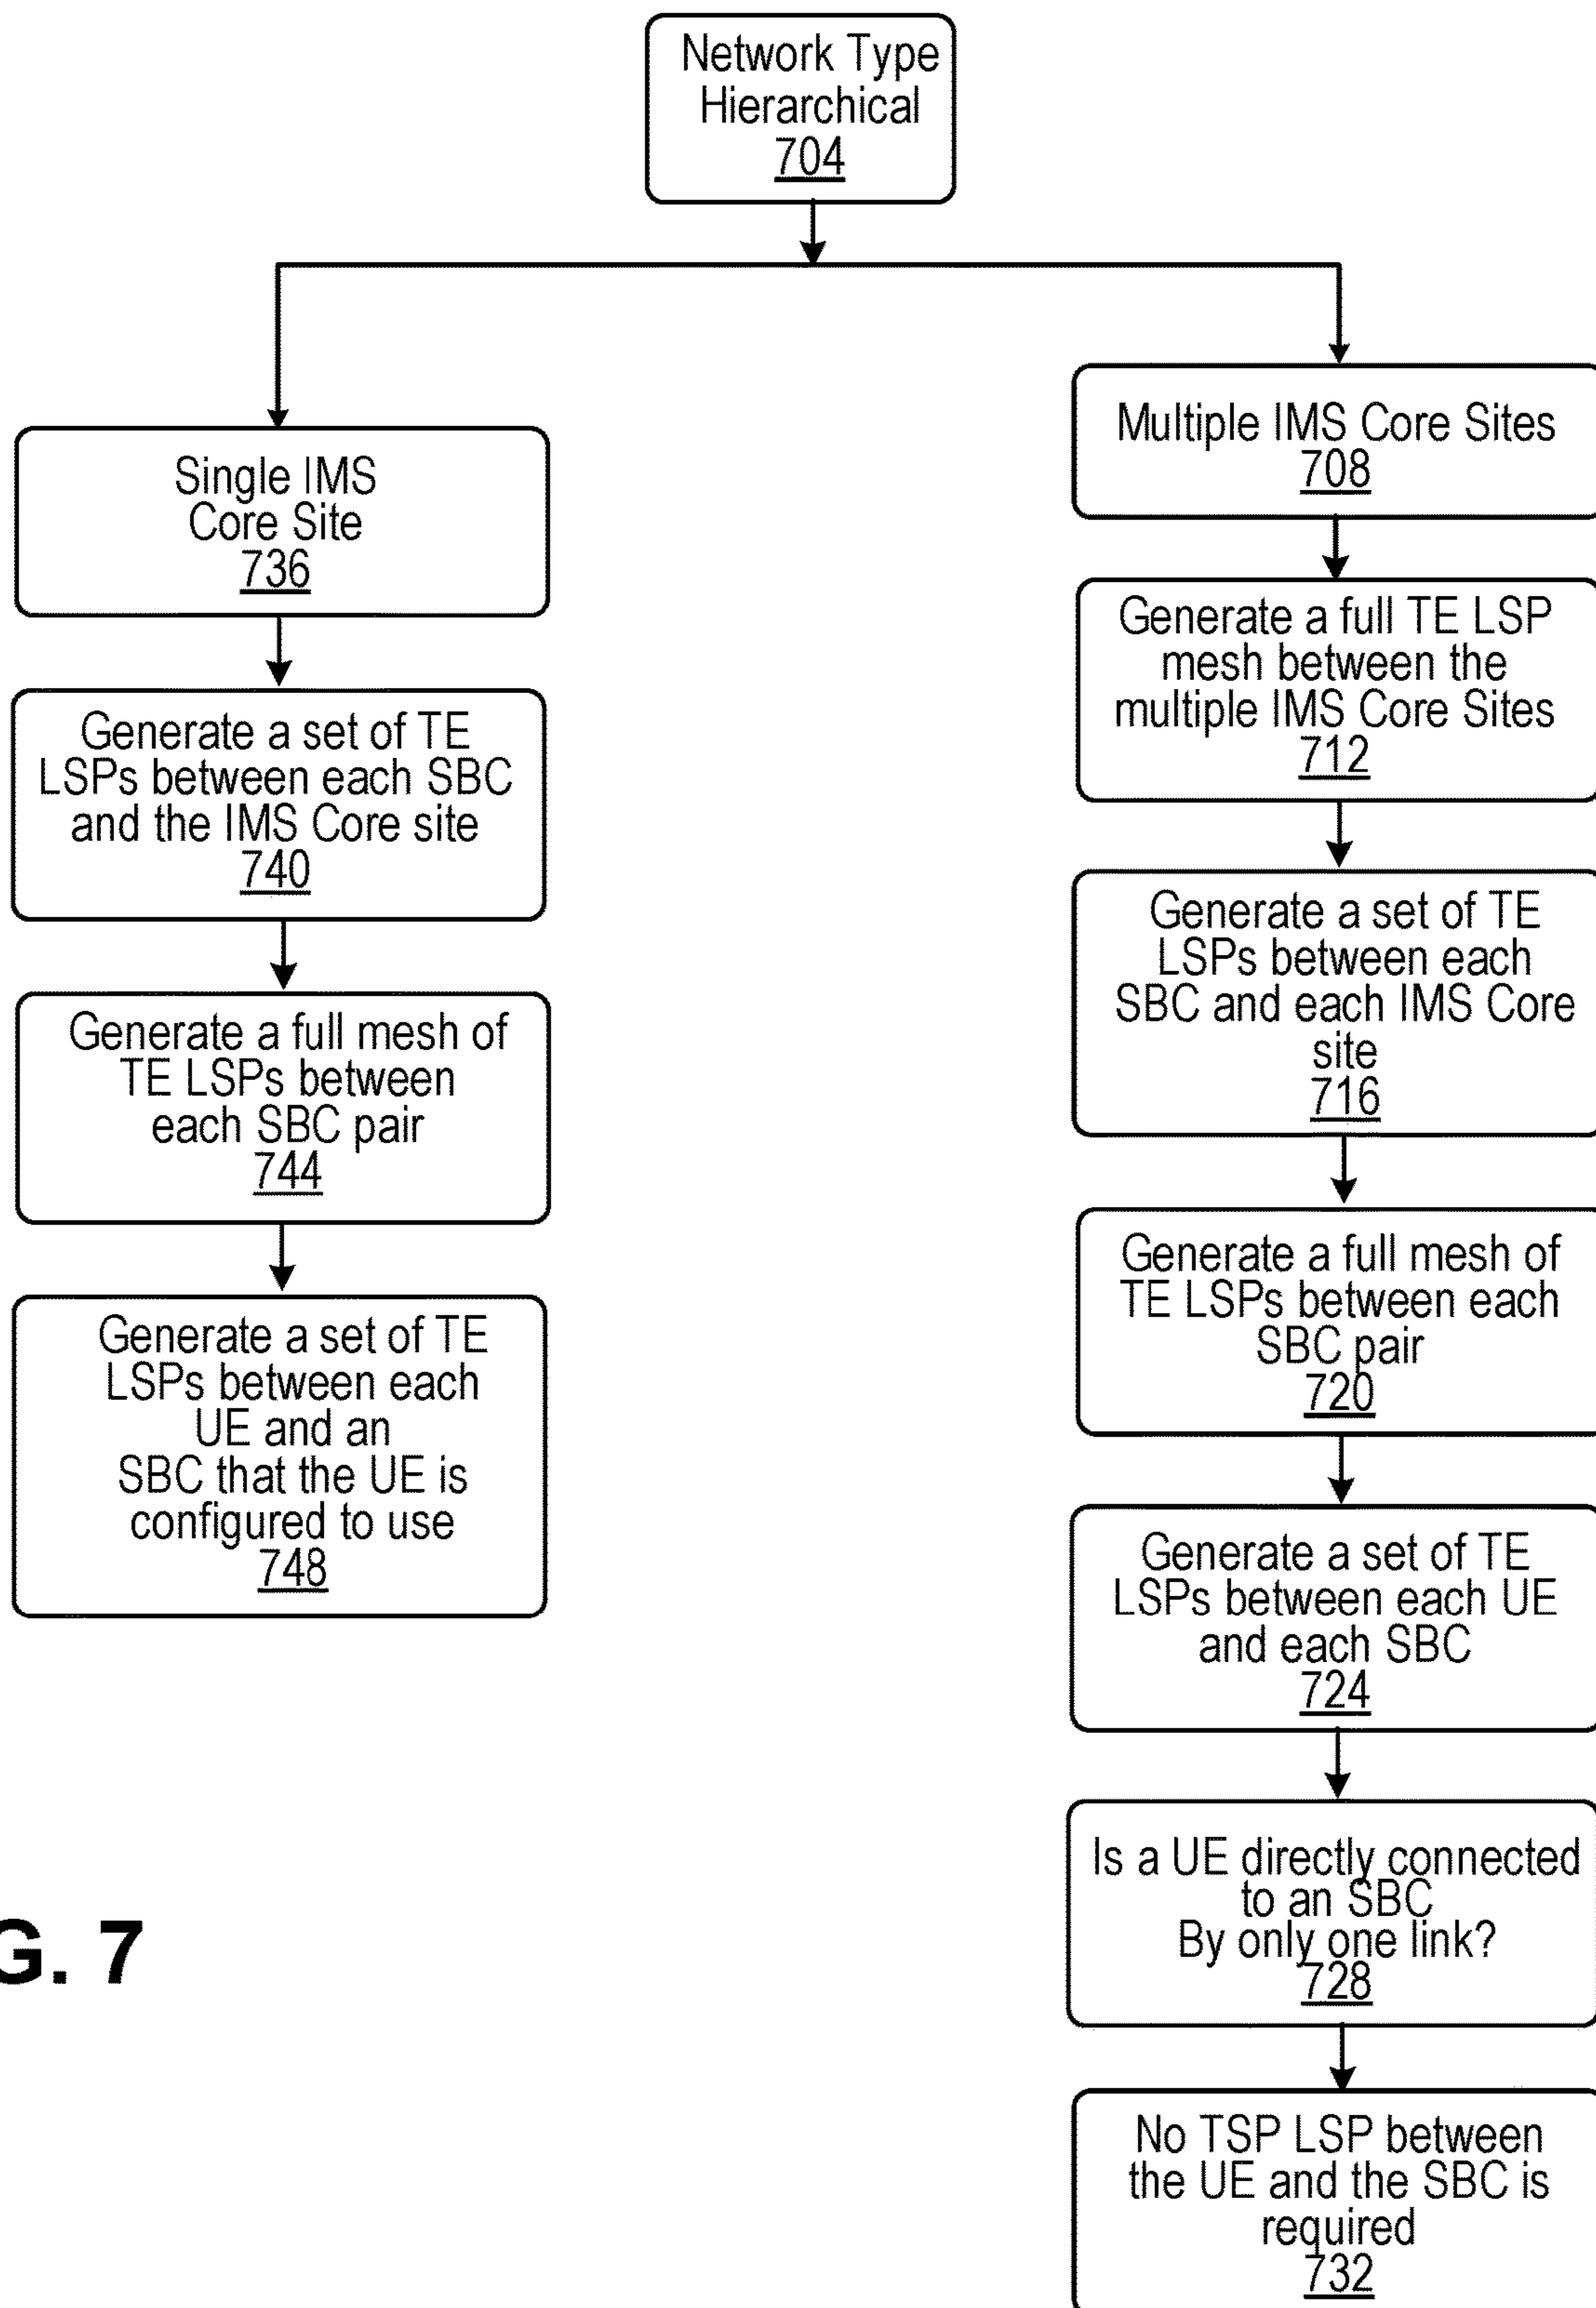 Network Type
Hierarchical
704
Single IMS
Core Site
736
Generate a set of TE
LSPs between each SBC
and the IMS Core site
740
Generate a full mesh of
TE LSPs between
each SBC pair
744
Generate a set of TE
LSPs between each
UE and an
SBC that the UE is
configured to use
748
Multiple IMS Core Sites
708
Generate a full TE LSP
mesh between the
multiple IMS Core Sites
712
Generate a set of TE
LSPs between each
SBC and each IMS Core
site
716
Generate a full mesh of
TE LSPs between each
SBC pair
720
Generate a set of TE
LSPs between each UE
and each SBC
724
Is a UE directly connected
to an SBC
By only one link?
728
No TSP LSP between
the UE and the SBC is
required
732
G. 7